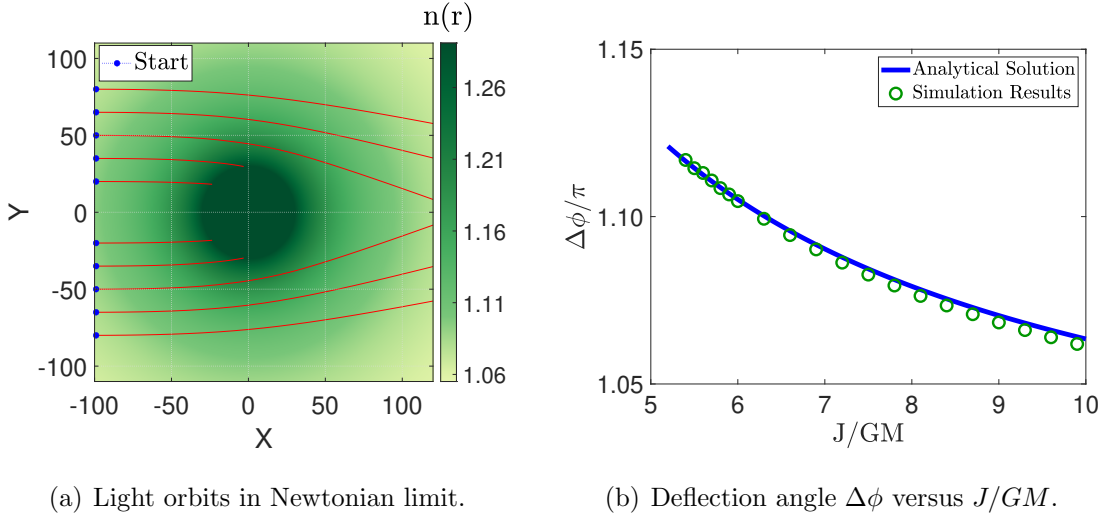 n(r)
100
50
0
-50
-100
Y
Start
1.26
1.21
1.16
1.11
1.06
-100
-50
0
50
100
X
(a) Light orbits in Newtonian limit.
1.15
1.10
1.05
Δϕ/π
Analytical Solution
Simulation Results
5
6
7
8
9
10
J/GM
(b) Deflection angle Δϕ versus J/GM.